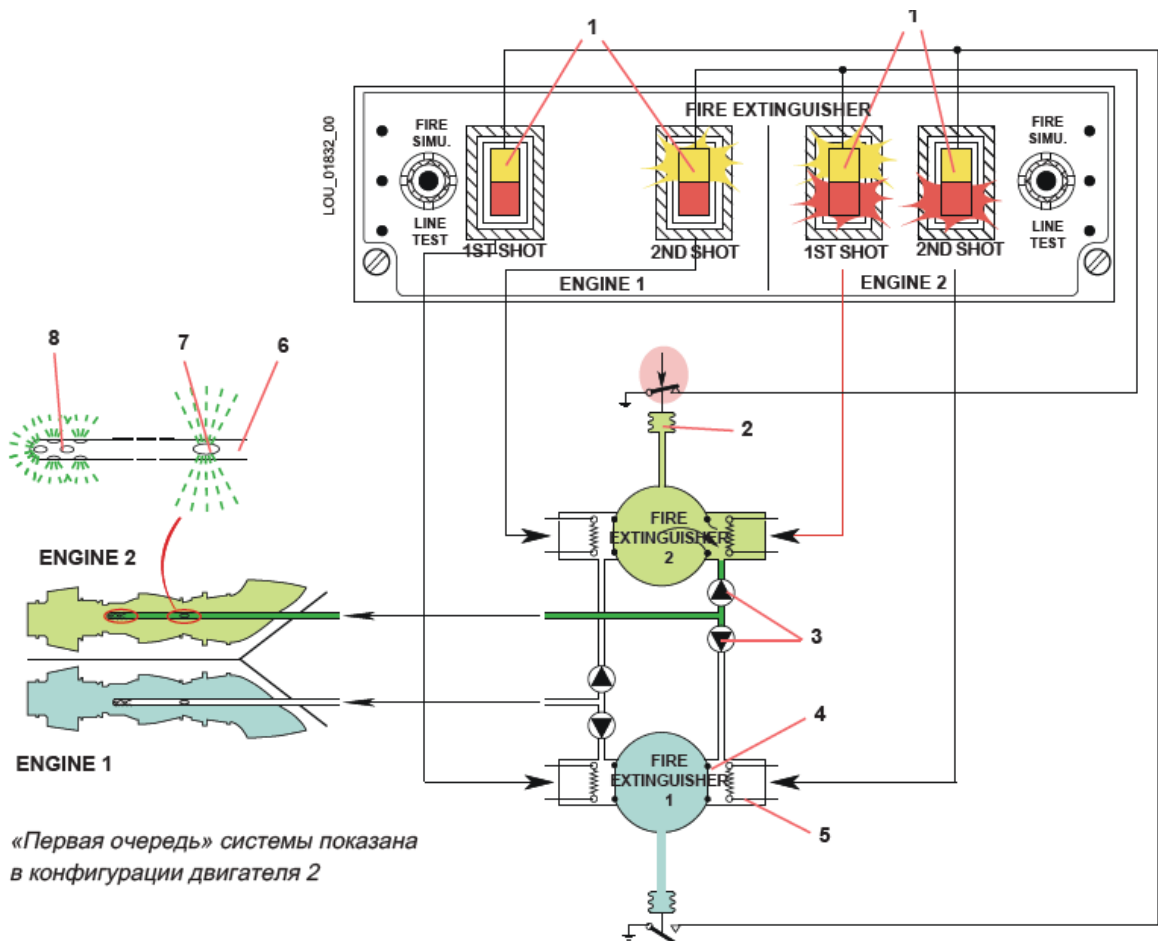 1
1
FIRE EXTINGUISHER
LOU_01832_00
FIRE
SIMU.
LINE
TEST
1ST SHOT
2ND SHOT
1ST SHOT
2ND SHOT
FIRE
SIMU.
LINE
TEST
ENGINE 1
ENGINE 2
8
7
6
2
FIRE
EXTINGUISHER
2
ENGINE 2
3
4
FIRE
EXTINGUISHER
1
5
ENGINE 1
«Первая очередь» системы показана
в конфигурации двигателя 2